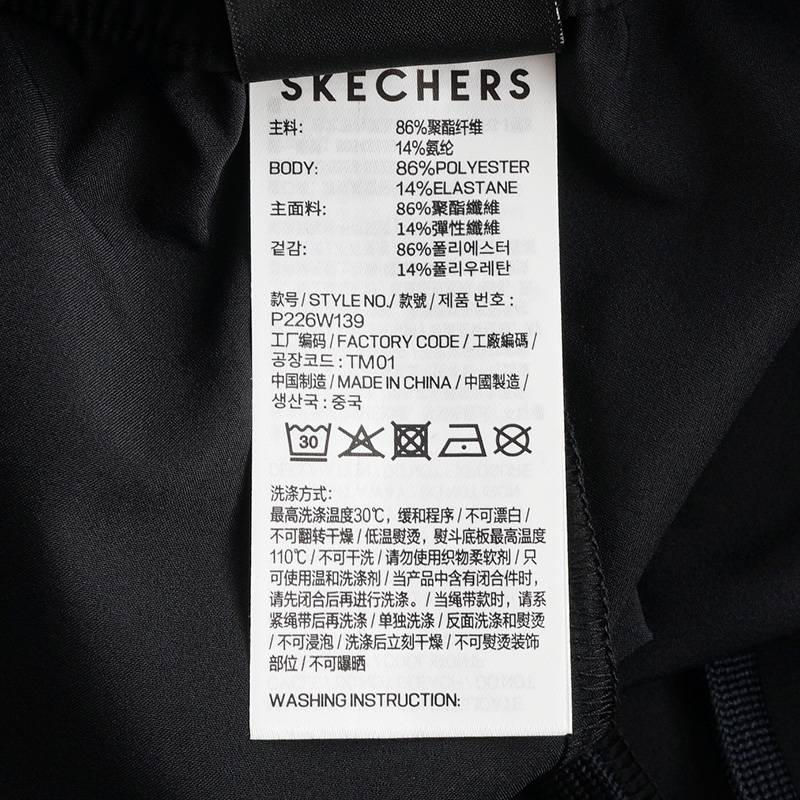 SKECHERS
主料: 86%聚酯纤维
14%氨纶
BODY: 86%POLYESTER
14%ELASTANE
主面料: 86%聚酯纖維
14%彈性纖維
겉감: 86%폴리에스터
14%폴리우레탄
款号/STYLE NO./款號/제품 번호:
P226W139
工厂编码/FACTORY CODE/工廠編碼/
공장코드:TM01
中国制造/MADE IN CHINA/中國製造/
생산국:중국
30
洗涤方式:
最高洗涤温度30℃, 缓和程序/不可漂白/
不可翻转干燥/低温熨烫, 熨斗底板最高温度
110℃/不可干洗/请勿使用织物柔软剂/只
可使用温和洗涤剂/当产品中含有闭合件时,
请先闭合后再进行洗涤。/当绳带款时, 请系
紧绳带后再洗涤/单独洗涤/反面洗涤和熨烫
/不可浸泡/洗涤后立刻干燥/不可熨烫装饰
部位/不可曝晒
WASHING INSTRUCTION: